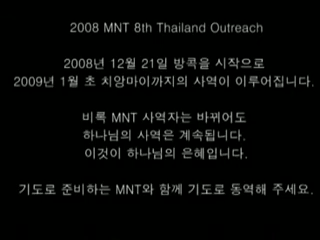 2008 MNT 8th Thailand Outreach
2008년 12월 21일 방콕을 시작으로
2009년 1월 초 치앙마이까지의 사역이 이루어집니다.
비록 MNT 사역자는 바뀌어도
하나님의 사역은 계속됩니다.
이것이 하나님의 은혜입니다.
기도로 준비하는 MNT와 함께 기도로 동역해 주세요.